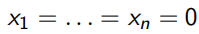 x₁ = . . . = xₙ = 0